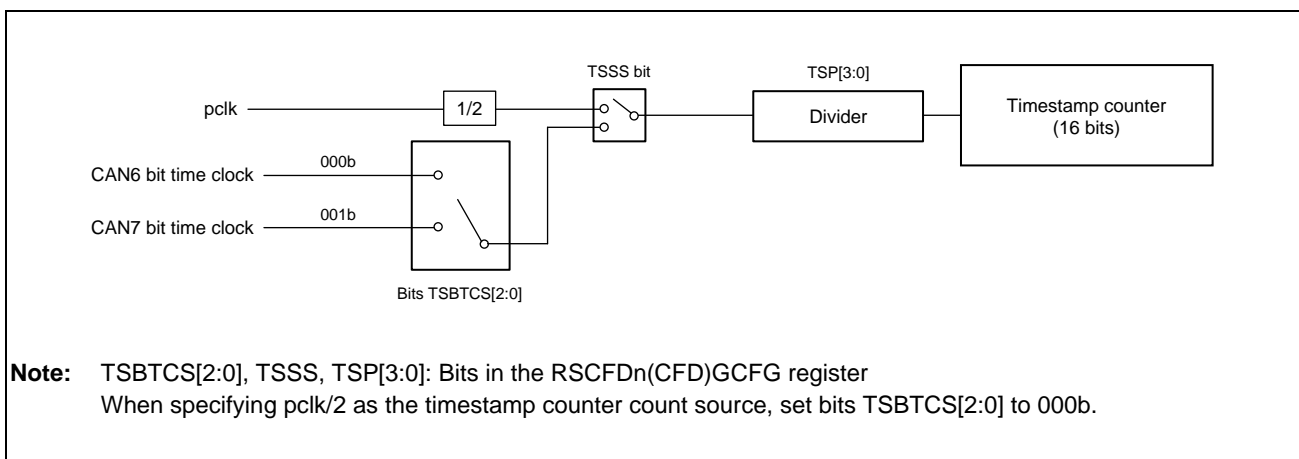 TSSS bit
TSP[3:0]
pclk
1/2
Divider
Timestamp counter
(16 bits)
CAN6 bit time clock
000b
CAN7 bit time clock
001b
Bits TSBTCS[2:0]
Note: TSBTCS[2:0], TSSS, TSP[3:0]: Bits in the RSCFDn(CFD)GCFG register
When specifying pclk/2 as the timestamp counter count source, set bits TSBTCS[2:0] to 000b.